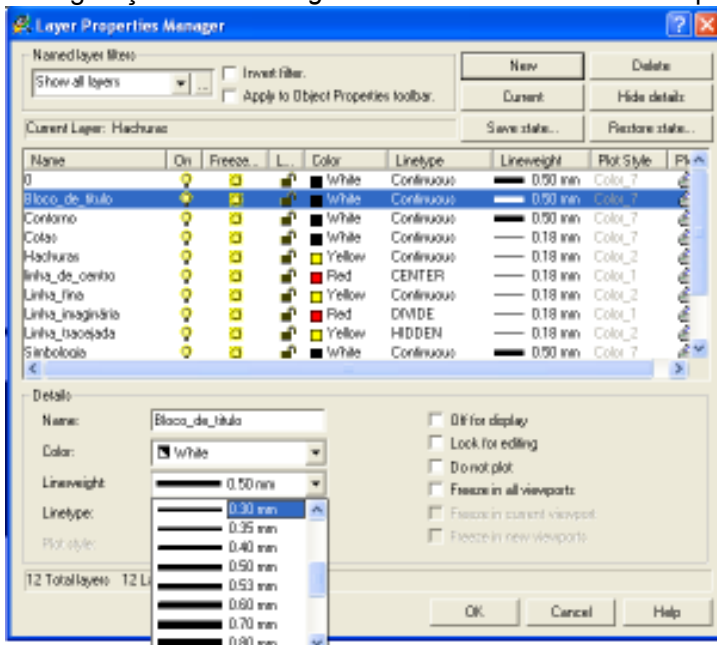 Layer Properties Manager
Named layer filters
Show all layers
...
Invert filter.
Apply to Object Properties toolbar.
New
Delete
Current
Hide details
Save state...
Restore state...
Current Layer: Hachuras
Name On Freeze... L... Color Linetype Lineweight Plot Style
0 White Continuous 0.50 mm Color_7
Bloco_de_título White Continuous 0.50 mm Color_7
Contorno White Continuous 0.50 mm Color_7
Cotas White Continuous 0.18 mm Color_7
Hachuras Yellow Continuous 0.18 mm Color_2
linha_de_centro Red CENTER 0.18 mm Color_1
Linha_fina Yellow Continuous 0.18 mm Color_2
Linha_imaginária Red DIVIDE 0.18 mm Color_1
Linha_tracejada Yellow HIDDEN 0.18 mm Color_2
Simbologia White Continuous 0.50 mm Color_7
Details
Name: Bloco_de_título
Color: White
Lineweight 0.50 mm
Linetype:
Plot style:
0.30 mm
0.35 mm
0.40 mm
0.50 mm
0.53 mm
0.60 mm
0.70 mm
0.80 mm
Off for display
Lock for editing
Do not plot
Freeze in all viewports
Freeze in current viewport
Freeze in new viewports
12 Total layers 12 L
OK Cancel Help